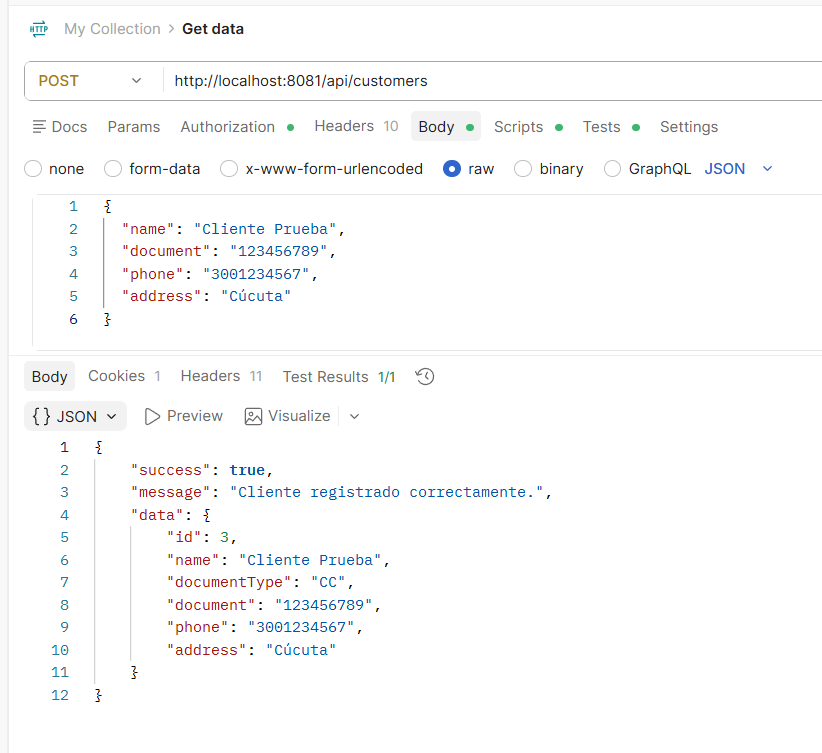 HTTP My Collection > Get data
POST http://localhost:8081/api/customers
Docs Params Authorization Headers 10 Body Scripts Tests Settings
none form-data x-www-form-urlencoded raw binary GraphQL JSON
1 {
2 "name": "Cliente Prueba",
3 "document": "123456789",
4 "phone": "3001234567",
5 "address": "Cúcuta"
6 }
Body Cookies 1 Headers 11 Test Results 1/1
{} JSON Preview Visualize
1 {
2 "success": true,
3 "message": "Cliente registrado correctamente.",
4 "data": {
5 "id": 3,
6 "name": "Cliente Prueba",
7 "documentType": "CC",
8 "document": "123456789",
9 "phone": "3001234567",
10 "address": "Cúcuta"
11 }
12 }